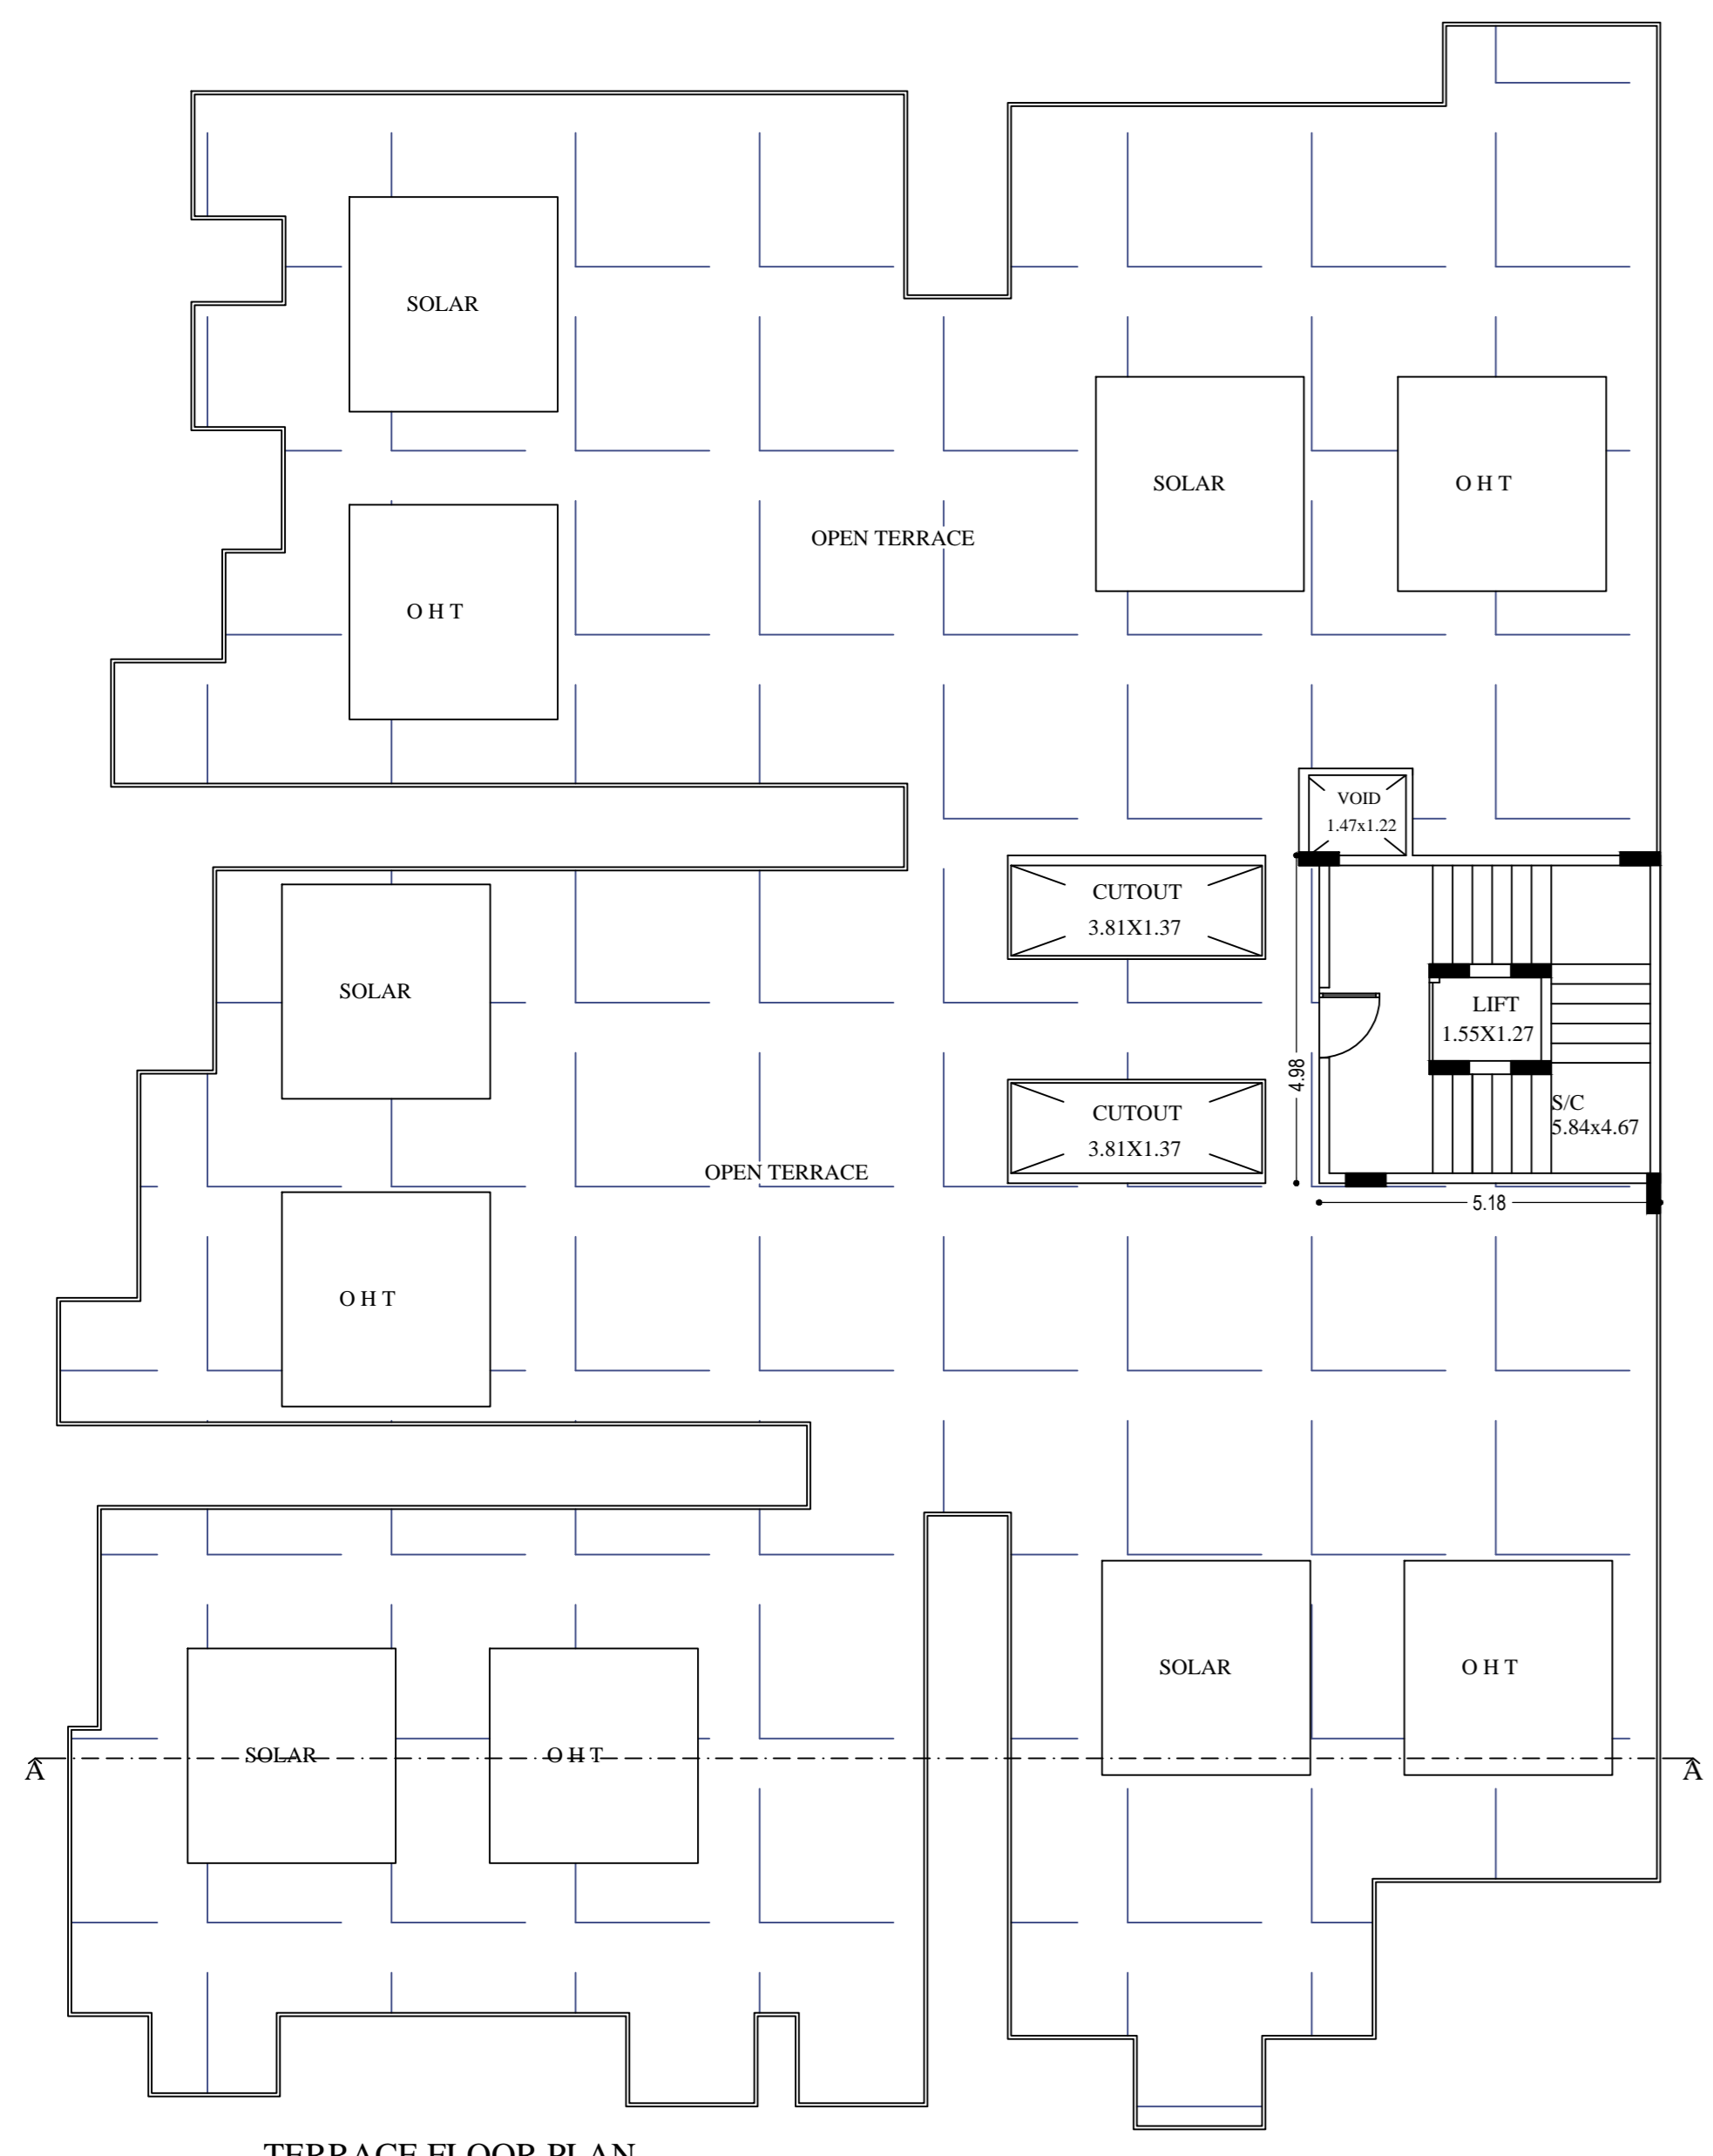 SOLAR
SOLAR
O H T
OPEN TERRACE
O H T
VOID
1.47x1.22
CUTOUT
3.81X1.37
SOLAR
LIFT
1.55X1.27
4.98
S/C
5.84x4.67
CUTOUT
3.81X1.37
OPEN TERRACE
5.18
O H T
SOLAR
O H T
SOLAR
O H T
A
A
TERRACE FLOOR PLAN